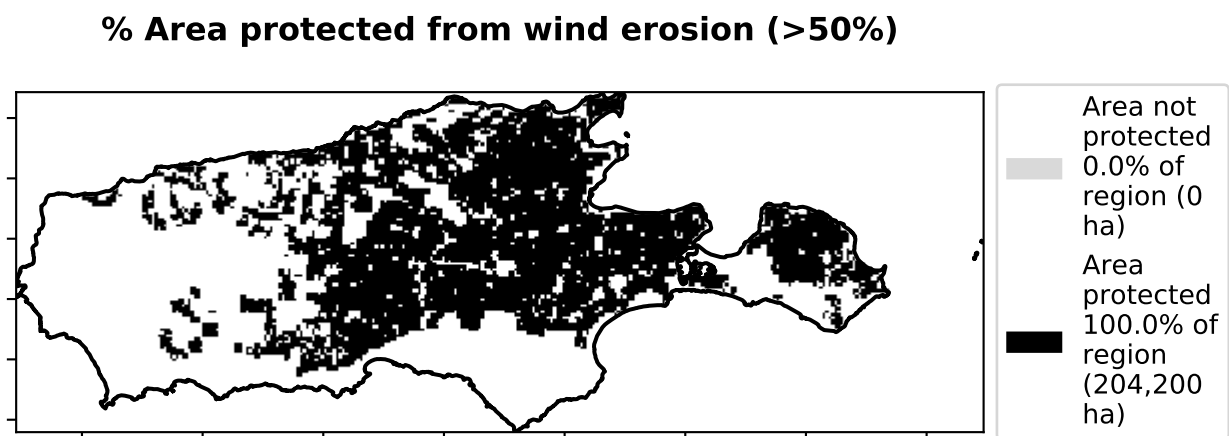 % Area protected from wind erosion (>50%)
Area not
protected
0.0% of
region (0
ha)
Area
protected
100.0% of
region
(204,200
ha)